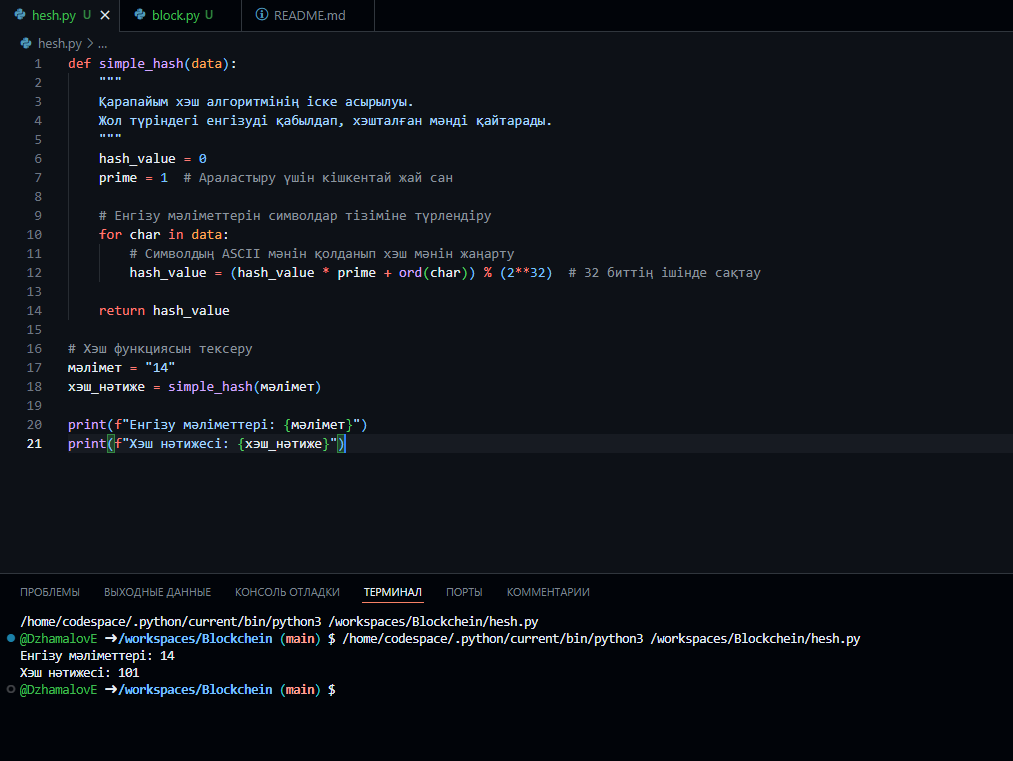 hesh.py U
block.py U
README.md
hesh.py > ...
1 def simple_hash(data):
2     """
3     Қарапайым хэш алгоритмінің іске асырылуы.
4     Жол түріндегі енгізуді қабылдап, хэшталған мәнді қайтарады.
5     """
6     hash_value = 0
7     prime = 1  # Араластыру үшін кішкентай жай сан
8
9     # Енгізу мәліметтерін символдар тізіміне түрлендіру
10     for char in data:
11         # Символдың ASCII мәнін қолданып хэш мәнін жаңарту
12         hash_value = (hash_value * prime + ord(char)) % (2**32)  # 32 биттің ішінде сақтау
13
14     return hash_value
15
16 # Хэш функциясын тексеру
17 мәлімет = "14"
18 хэш_нәтиже = simple_hash(мәлімет)
19
20 print(f"Енгізу мәліметтері: {мәлімет}")
21 print(f"Хэш нәтижесі: {хэш_нәтиже}")
ПРОБЛЕМЫ ВЫХОДНЫЕ ДАННЫЕ КОНСОЛЬ ОТЛАДКИ ТЕРМИНАЛ ПОРТЫ КОММЕНТАРИИ
/home/codespace/.python/current/bin/python3 /workspaces/Blockchein/hesh.py
@DzhamalovE ➜/workspaces/Blockchein (main) $ /home/codespace/.python/current/bin/python3 /workspaces/Blockchein/hesh.py
Енгізу мәліметтері: 14
Хэш нәтижесі: 101
@DzhamalovE ➜/workspaces/Blockchein (main) $